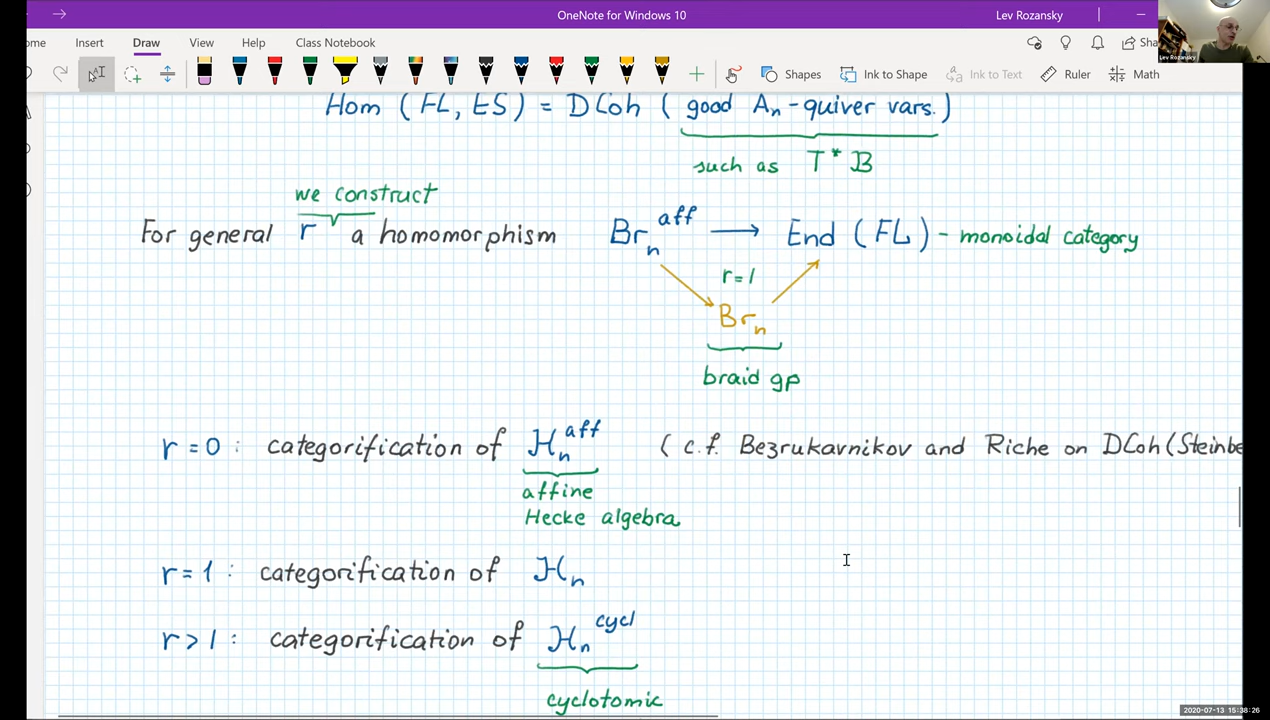 OneNote for Windows 10
Lev Rozansky
Lev Rozansky
ome Insert Draw View Help Class Notebook
Shapes Ink to Shape Ink to Text Ruler Math
Hom (FL, ES) = DCoh (good An-quiver vars.)
such as T*B
we construct
For general r a homomorphism Br_n^aff → End (FL) - monoidal category
r=1
Br_n
braid gp
r=0: categorification of H_n^aff (c.f. Bezrukavnikov and Riche on DCoh(Steinbe
affine
Hecke algebra
r=1: categorification of H_n
r>1: categorification of H_n^cycl
cyclotomic
2020-07-13 15:38:26